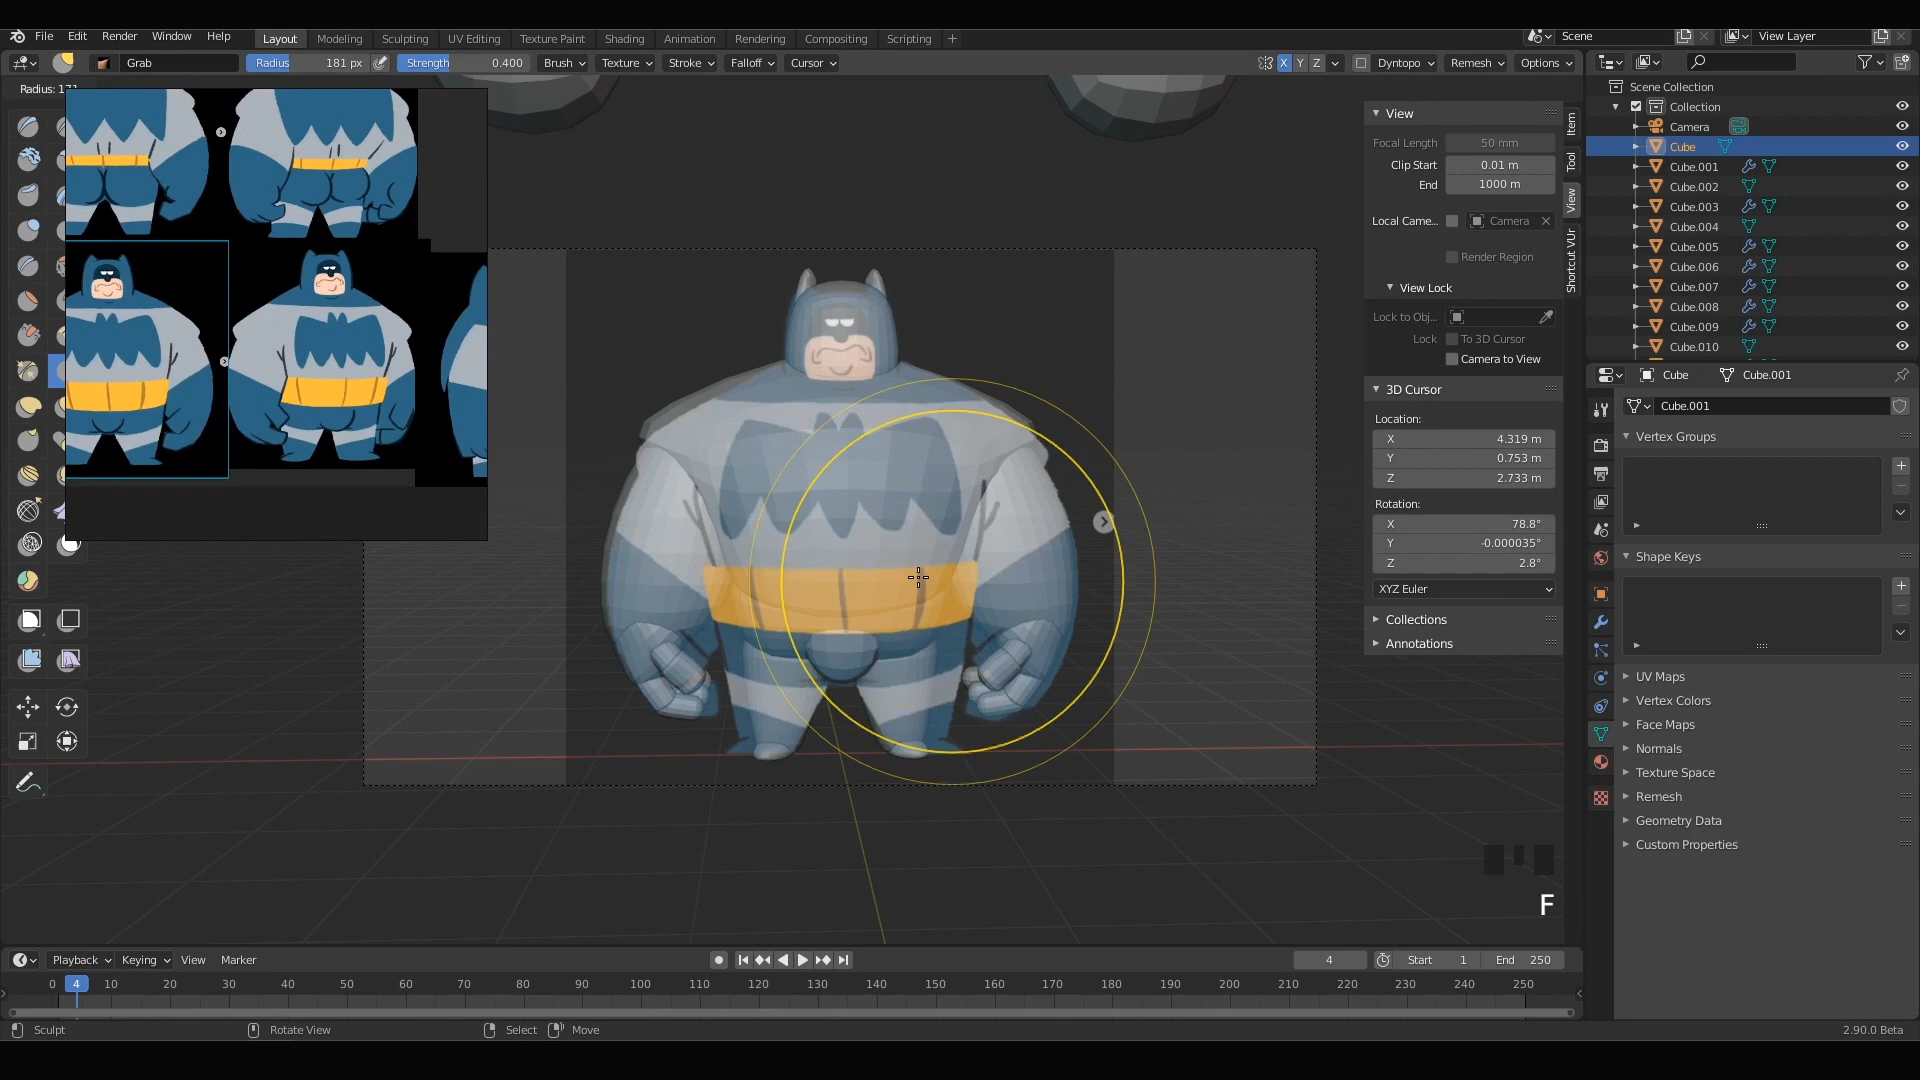 File Edit Render Window Help Layout Modeling Sculpting UV Editing Texture Paint Shading Animation Rendering Compositing Scripting + Scene View Layer
Grab Radius 181 px Strength 0.400 Brush Texture Stroke Falloff Cursor X Y Z Dyntopo Remesh Options
Radius: 171
View
Focal Length 50 mm
Clip Start 0.01 m
End 1000 m
Local Came... Camera
Render Region
View Lock
Lock to Obj...
Lock To 3D Cursor
Camera to View
3D Cursor
Location:
X 4.319 m
Y 0.753 m
Z 2.733 m
Rotation:
X 78.8°
Y -0.000035°
Z 2.8°
XYZ Euler
Collections
Annotations
Item
Tool
View
Shortcut VUr
Scene Collection
Collection
Camera
Cube
Cube.001
Cube.002
Cube.003
Cube.004
Cube.005
Cube.006
Cube.007
Cube.008
Cube.009
Cube.010
Cube Cube.001
Cube.001
Vertex Groups
Shape Keys
UV Maps
Vertex Colors
Face Maps
Normals
Texture Space
Remesh
Geometry Data
Custom Properties
F
Playback Keying View Marker 4 Start 1 End 250
0 4 10 20 30 40 50 60 70 80 90 100 110 120 130 140 150 160 170 180 190 200 210 220 230 240 250
Sculpt Rotate View Select Move 2.90.0 Beta